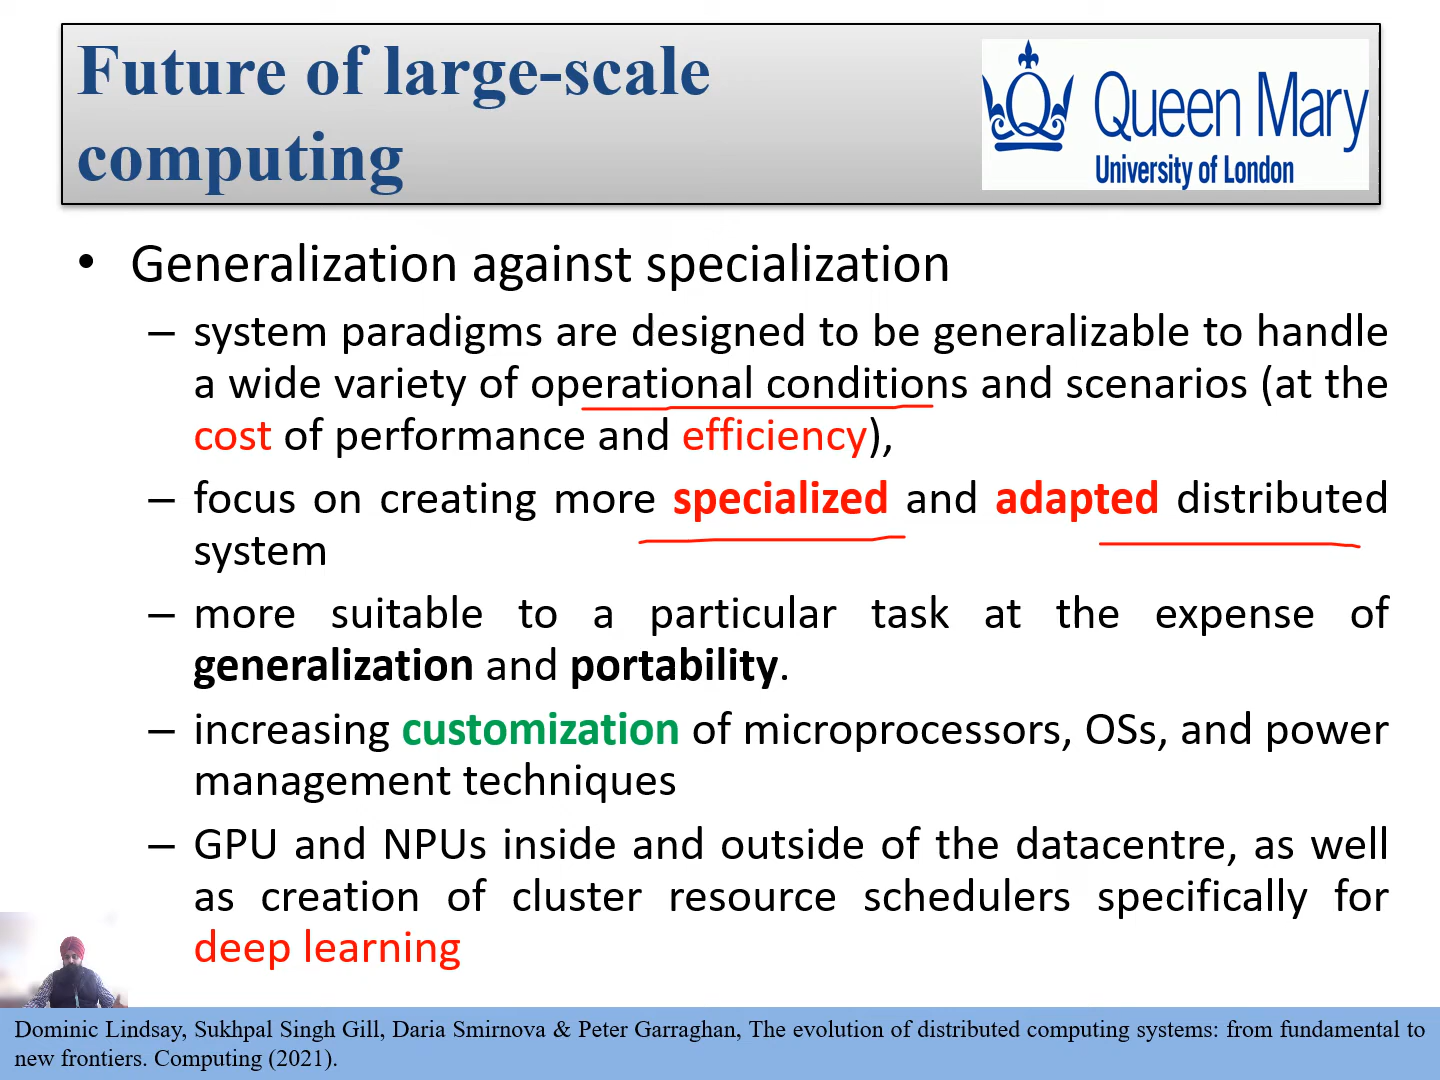 Future of large-scale
computing
Queen Mary
University of London
• Generalization against specialization
– system paradigms are designed to be generalizable to handle
a wide variety of operational conditions and scenarios (at the
cost of performance and efficiency),
– focus on creating more specialized and adapted distributed
system
– more suitable to a particular task at the expense of
generalization and portability.
– increasing customization of microprocessors, OSs, and power
management techniques
– GPU and NPUs inside and outside of the datacentre, as well
as creation of cluster resource schedulers specifically for
deep learning
Dominic Lindsay, Sukhpal Singh Gill, Daria Smirnova & Peter Garraghan, The evolution of distributed computing systems: from fundamental to
new frontiers. Computing (2021).